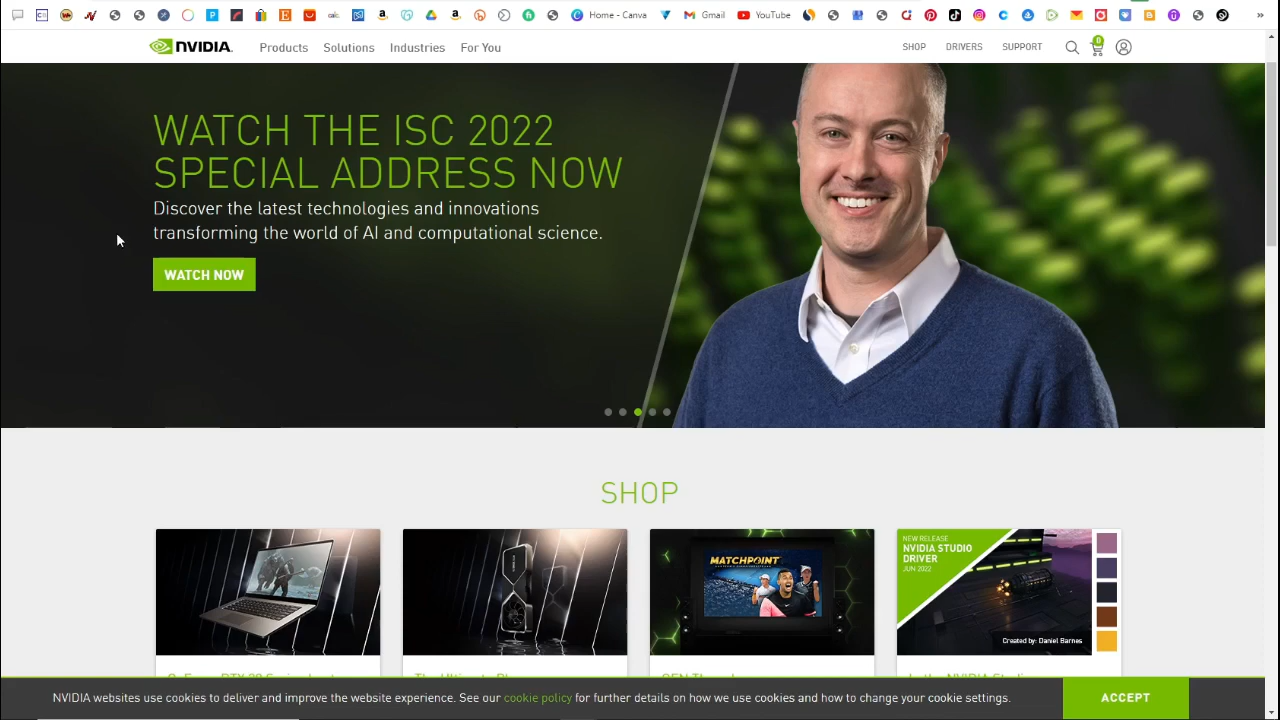 Home - Canva
Gmail
YouTube
NVIDIA.
Products
Solutions
Industries
For You
SHOP
DRIVERS
SUPPORT
0
WATCH THE ISC 2022
SPECIAL ADDRESS NOW
Discover the latest technologies and innovations
transforming the world of AI and computational science.
WATCH NOW
SHOP
MATCHPOINT
NEW RELEASE
NVIDIA STUDIO
DRIVER
JUN 2022
Created by: Daniel Barnes
NVIDIA websites use cookies to deliver and improve the website experience. See our cookie policy for further details on how we use cookies and how to change your cookie settings.
ACCEPT